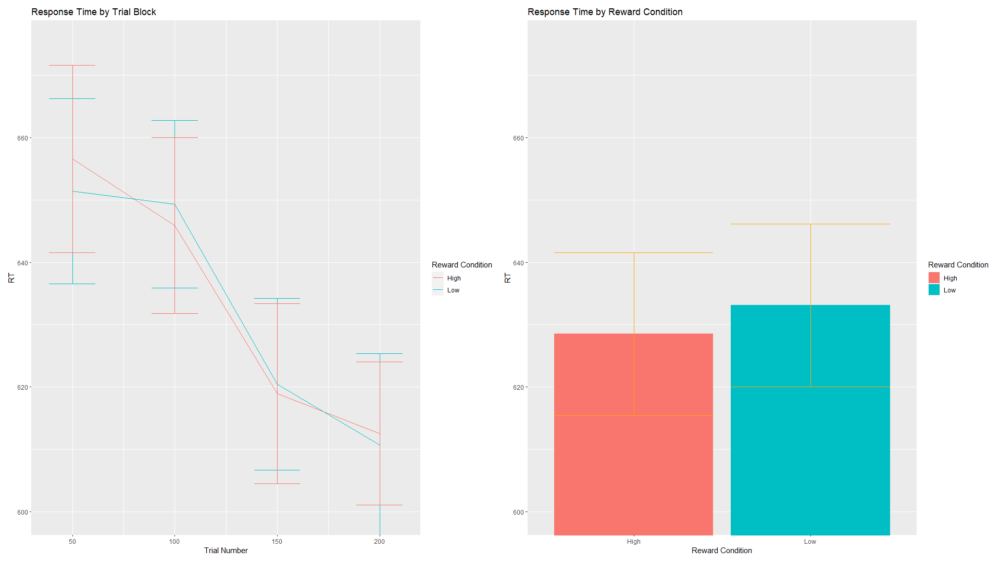 Response Time by Trial Block
660
640
620
600
RT
50 100 150 200
Trial Number
Reward Condition
High
Low
Response Time by Reward Condition
660
640
620
600
RT
High Low
Reward Condition
Reward Condition
High
Low